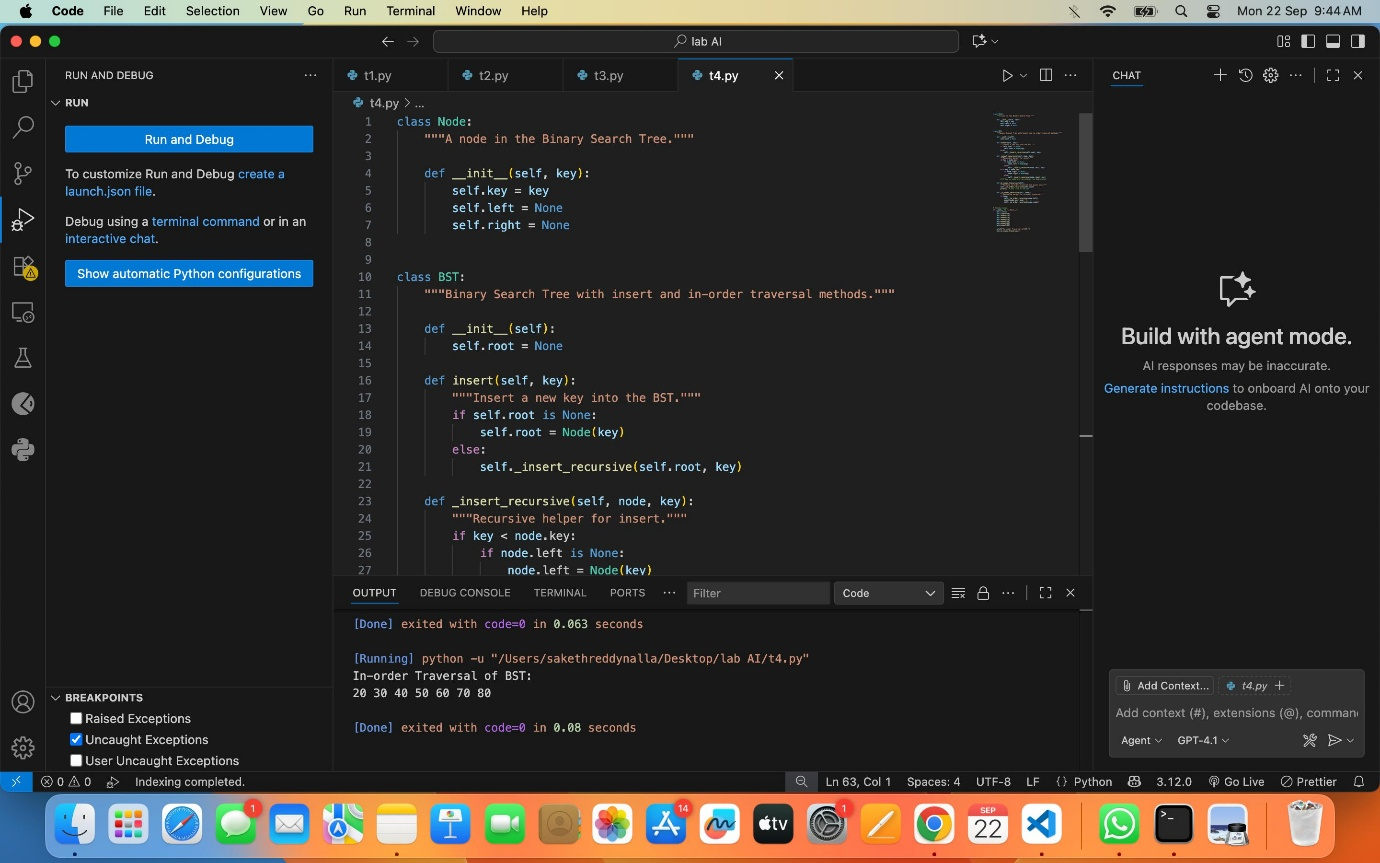 Code File Edit Selection View Go Run Terminal Window Help Mon 22 Sep 9:44 AM
lab AI
RUN AND DEBUG
RUN
Run and Debug
To customize Run and Debug create a
launch.json file.
Debug using a terminal command or in an
interactive chat.
Show automatic Python configurations
BREAKPOINTS
Raised Exceptions
Uncaught Exceptions
User Uncaught Exceptions
t1.py t2.py t3.py t4.py
t4.py > ...
1 class Node:
2 """A node in the Binary Search Tree."""
3
4 def __init__(self, key):
5 self.key = key
6 self.left = None
7 self.right = None
8
9
10 class BST:
11 """Binary Search Tree with insert and in-order traversal methods."""
12
13 def __init__(self):
14 self.root = None
15
16 def insert(self, key):
17 """Insert a new key into the BST."""
18 if self.root is None:
19 self.root = Node(key)
20 else:
21 self._insert_recursive(self.root, key)
22
23 def _insert_recursive(self, node, key):
24 """Recursive helper for insert."""
25 if key < node.key:
26 if node.left is None:
27 node.left = Node(key)
OUTPUT DEBUG CONSOLE TERMINAL PORTS ... Filter Code
[Done] exited with code=0 in 0.063 seconds
[Running] python -u "/Users/sakethreddynalla/Desktop/lab AI/t4.py"
In-order Traversal of BST:
20 30 40 50 60 70 80
[Done] exited with code=0 in 0.08 seconds
CHAT
Build with agent mode.
AI responses may be inaccurate.
Generate instructions to onboard AI onto your
codebase.
Add Context... t4.py +
Add context (#), extensions (@), comman
Agent GPT-4.1
0 0 Indexing completed. Ln 63, Col 1 Spaces: 4 UTF-8 LF {} Python 3.12.0 Go Live Prettier
1 14 tv 1 SEP
22